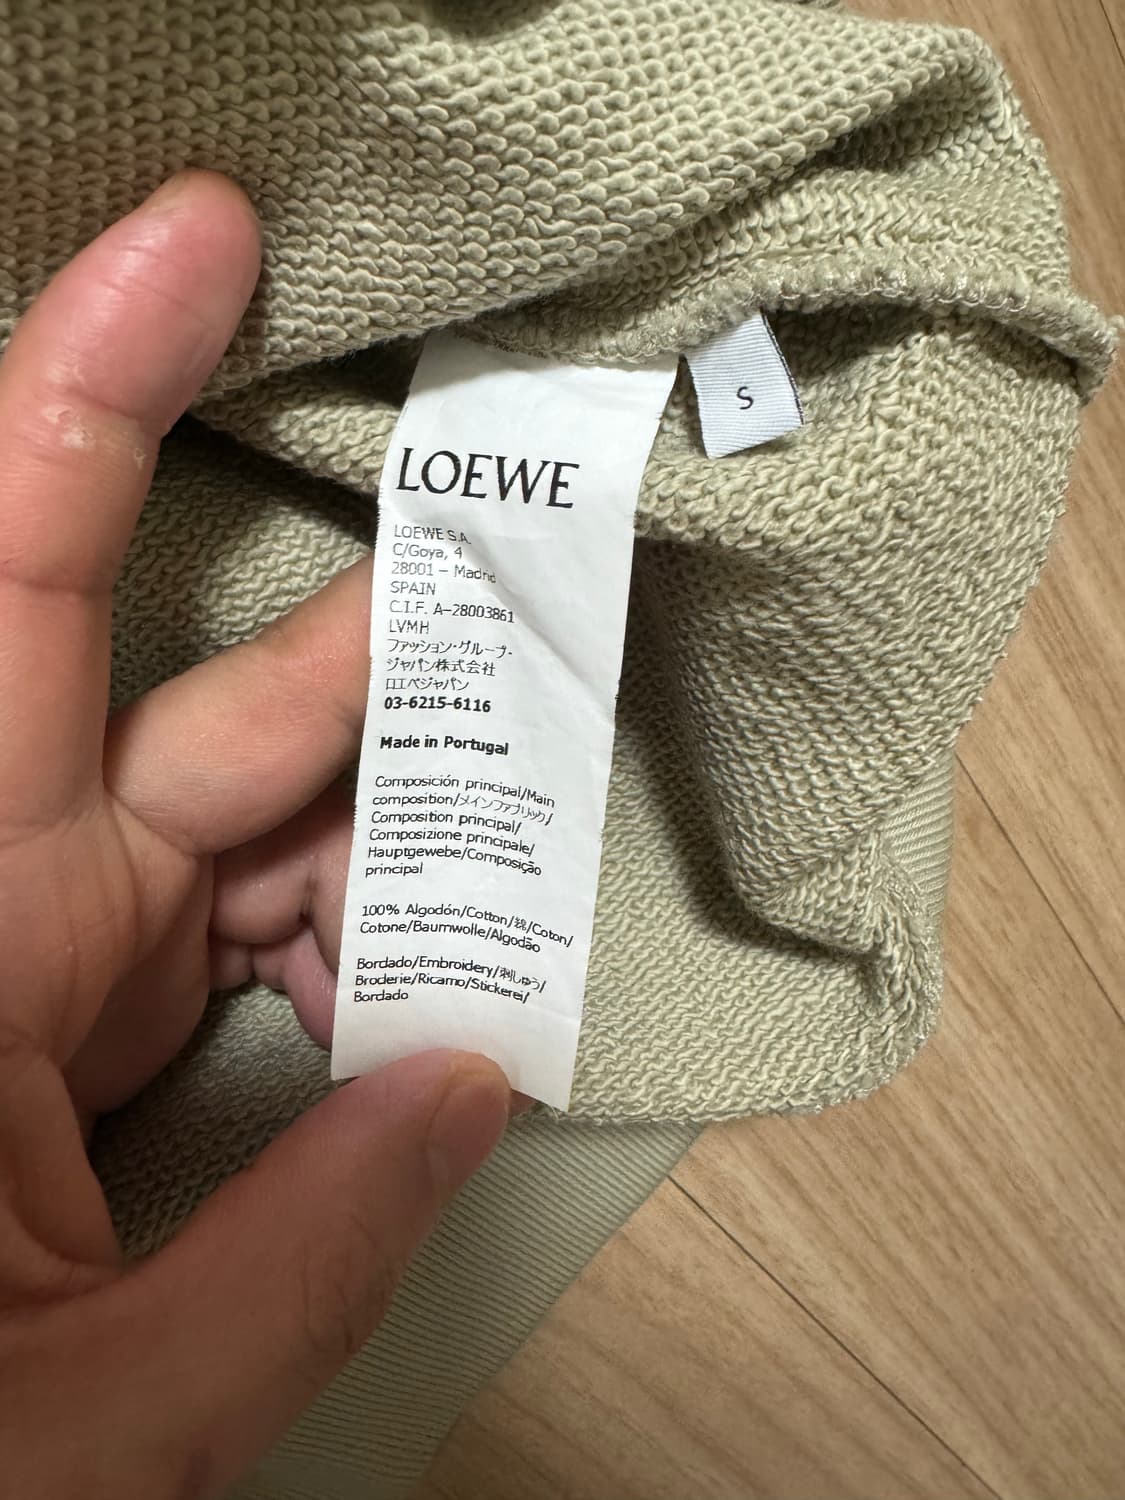 S
LOEWE
LOEWE S.A.
C/Goya, 4
28001 – Madrid
SPAIN
C.I.F. A–28003861
LVMH
ファッション・グループ・
ジャパン株式会社
ロエベジャパン
03-6215-6116
Made in Portugal
Composición principal/Main
composition/メインファブリック/
Composition principal/
Composizione principale/
Hauptgewebe/Composição
principal
100% Algodón/Cotton/綿/Coton/
Cotone/Baumwolle/Algodão
Bordado/Embroidery/刺しゅう/
Broderie/Ricamo/Stickerei/
Bordado